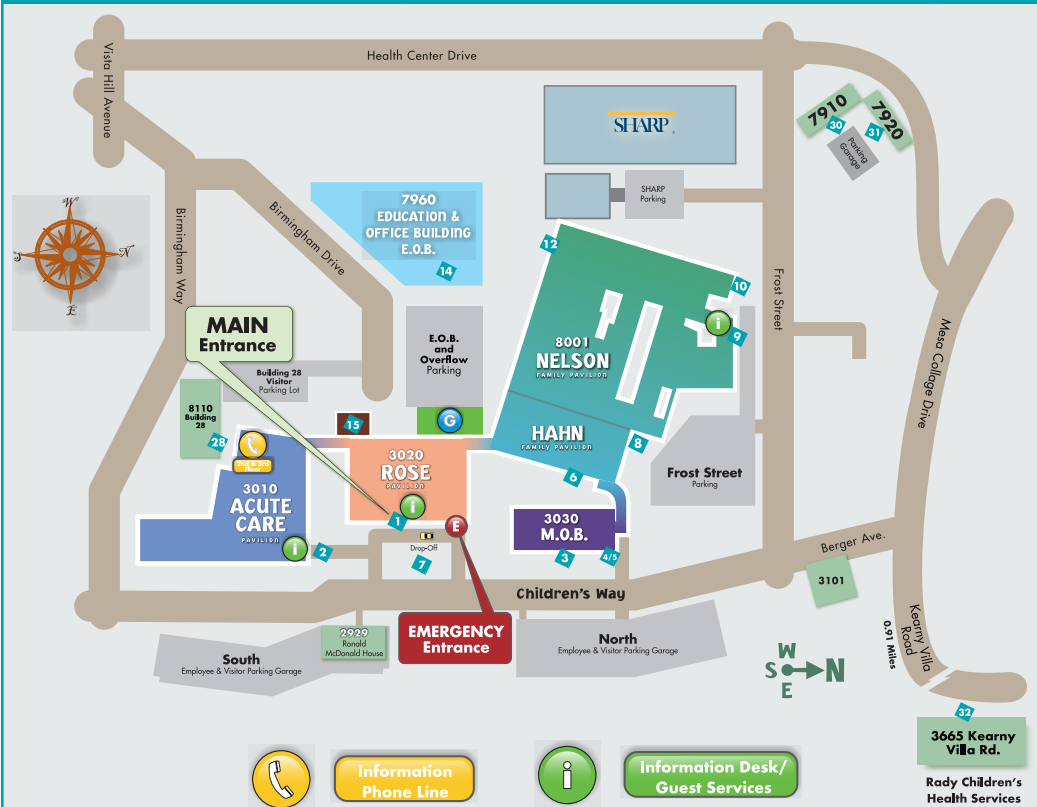 Health Center Drive
Vista Hill Avenue
SHARP
7910
7920
30
31
Parking
Garage
7960
EDUCATION &
OFFICE BUILDING
E.O.B.
14
SHARP
Parking
W
S
N
E
Birmingham Way
Birmingham Drive
12
10
Frost Street
9
i
MAIN
Entrance
E.O.B.
and
Overflow
Parking
8001
NELSON
FAMILY PAVILION
Mesa Collage Drive
Building 28
Visitor
Parking Lot
8110
Building
28
28
15
G
HAHN
FAMILY PAVILION
8
6
Frost Street
Parking
2nd & 3rd
Floor
3010
ACUTE
CARE
PAVILION
i
2
3020
ROSE
PAVILION
i
1
E
Drop-Off
7
3030
M.O.B.
3
4/5
Berger Ave.
3101
Children's Way
EMERGENCY
Entrance
2929
Ronald
McDonald House
South
Employee & Visitor Parking Garage
North
Employee & Visitor Parking Garage
Kearny Villa
Road
0.91 Miles
W
S
N
E
32
3665 Kearny
Villa Rd.
Rady Children's
Health Services
Information
Phone Line
i
Information Desk/
Guest Services